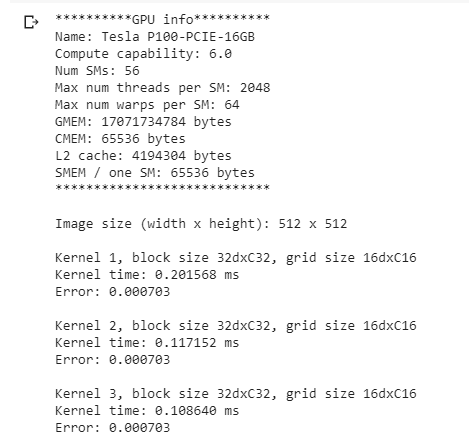 **********GPU info**********
Name: Tesla P100-PCIE-16GB
Compute capability: 6.0
Num SMs: 56
Max num threads per SM: 2048
Max num warps per SM: 64
GMEM: 17071734784 bytes
CMEM: 65536 bytes
L2 cache: 4194304 bytes
SMEM / one SM: 65536 bytes
****************************
Image size (width x height): 512 x 512
Kernel 1, block size 32dxC32, grid size 16dxC16
Kernel time: 0.201568 ms
Error: 0.000703
Kernel 2, block size 32dxC32, grid size 16dxC16
Kernel time: 0.117152 ms
Error: 0.000703
Kernel 3, block size 32dxC32, grid size 16dxC16
Kernel time: 0.108640 ms
Error: 0.000703